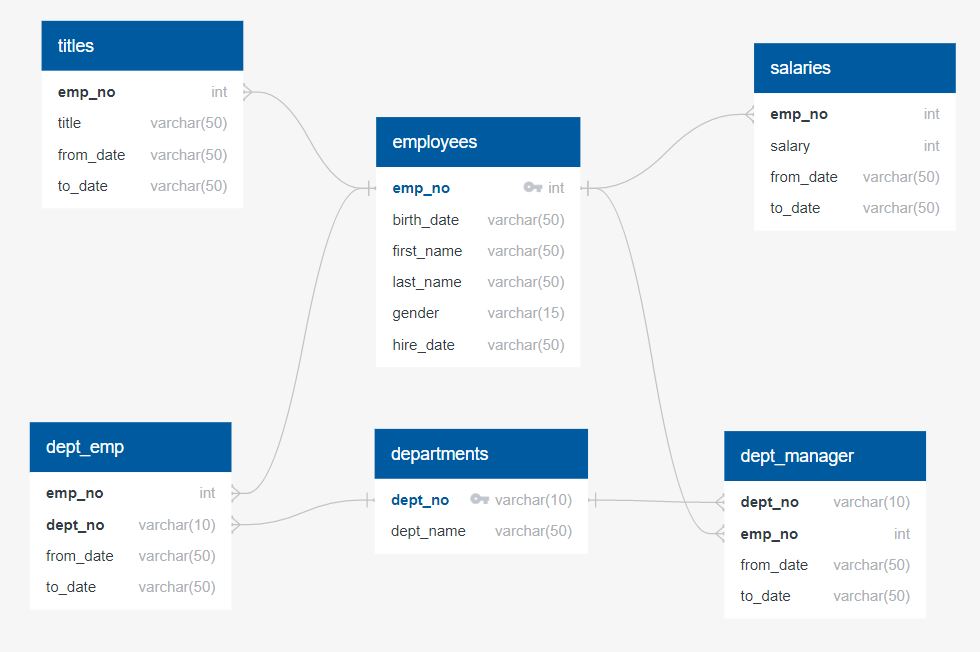 titles
emp_no int
title varchar(50)
from_date varchar(50)
to_date varchar(50)
employees
emp_no int
birth_date varchar(50)
first_name varchar(50)
last_name varchar(50)
gender varchar(15)
hire_date varchar(50)
salaries
emp_no int
salary int
from_date varchar(50)
to_date varchar(50)
dept_emp
emp_no int
dept_no varchar(10)
from_date varchar(50)
to_date varchar(50)
departments
dept_no varchar(10)
dept_name varchar(50)
dept_manager
dept_no varchar(10)
emp_no int
from_date varchar(50)
to_date varchar(50)